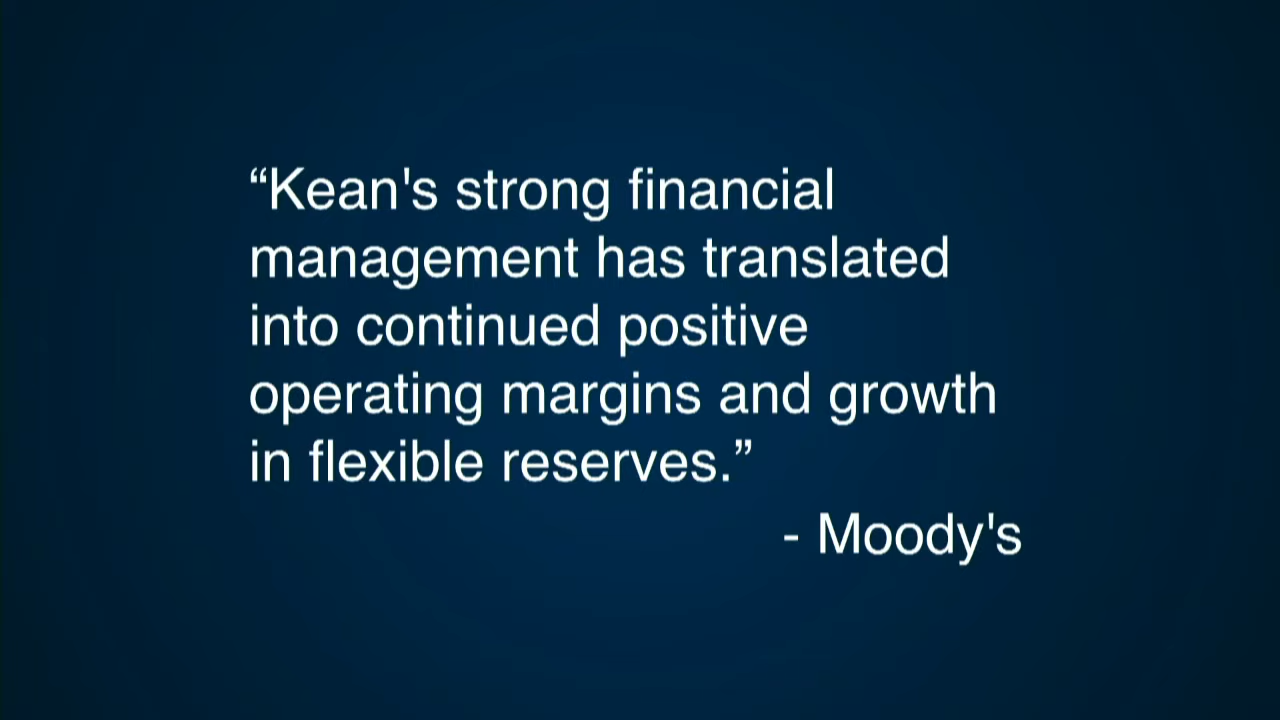 “Kean's strong financial
management has translated
into continued positive
operating margins and growth
in flexible reserves.”
- Moody's